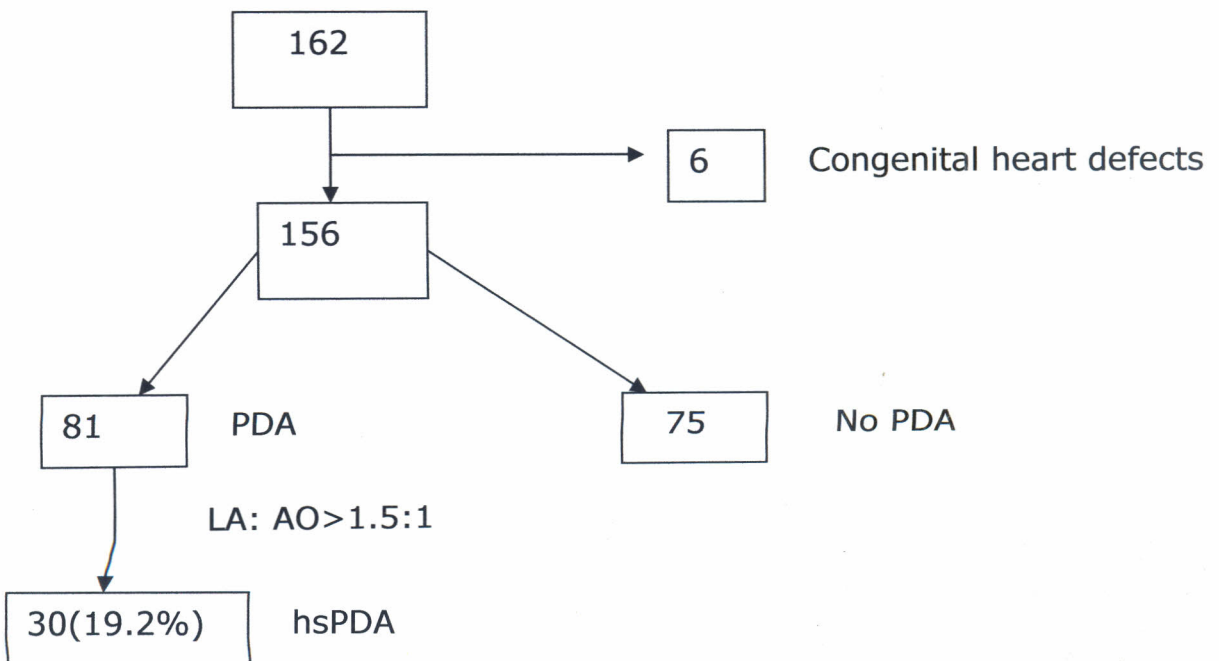 162
6 Congenital heart defects
156
81 PDA
75 No PDA
LA: AO>1.5:1
30(19.2%) hsPDA